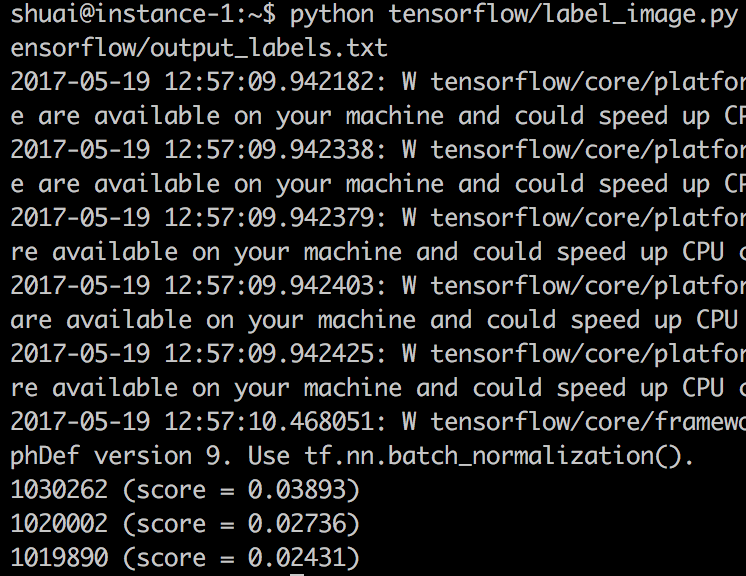 shuai@instance-1:~$ python tensorflow/label_image.py
ensorflow/output_labels.txt
2017-05-19 12:57:09.942182: W tensorflow/core/platfor
e are available on your machine and could speed up CP
2017-05-19 12:57:09.942338: W tensorflow/core/platfor
e are available on your machine and could speed up CP
2017-05-19 12:57:09.942379: W tensorflow/core/platfor
re available on your machine and could speed up CPU c
2017-05-19 12:57:09.942403: W tensorflow/core/platfor
are available on your machine and could speed up CPU
2017-05-19 12:57:09.942425: W tensorflow/core/platfor
re available on your machine and could speed up CPU c
2017-05-19 12:57:10.468051: W tensorflow/core/framewo
phDef version 9. Use tf.nn.batch_normalization().
1030262 (score = 0.03893)
1020002 (score = 0.02736)
1019890 (score = 0.02431)